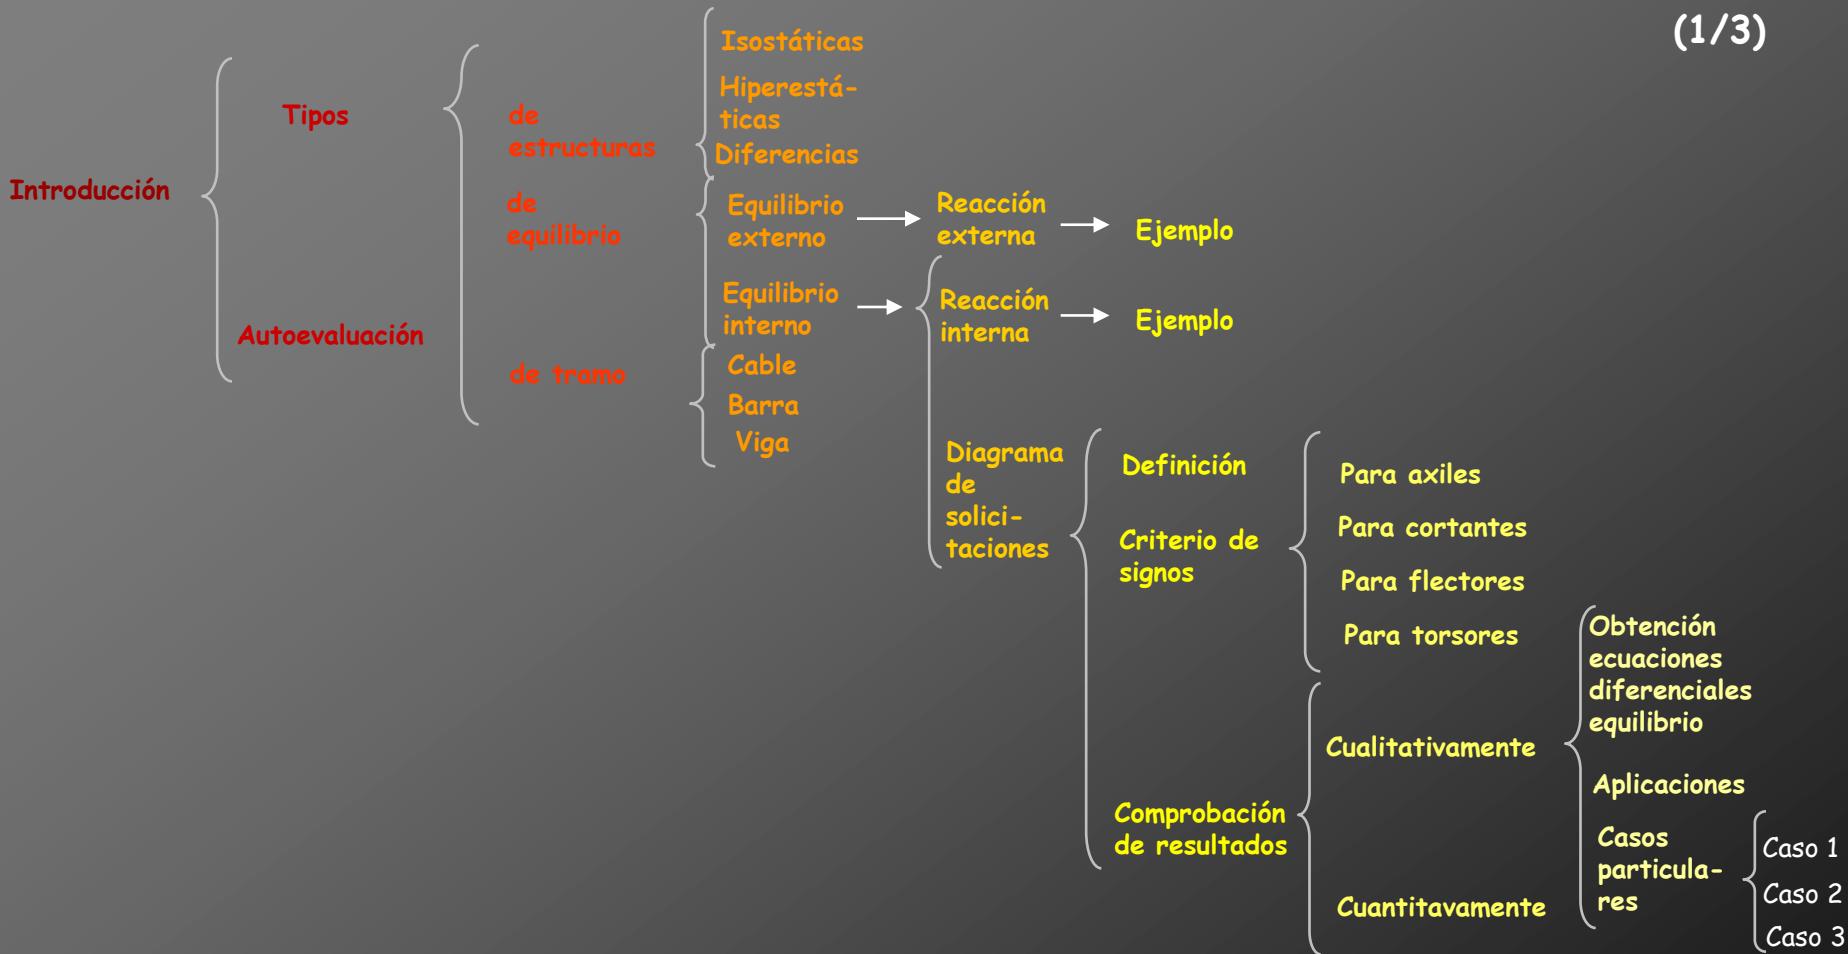 (1/3)
Introducción
Tipos
Autoevaluación
de
estructuras
de
equilibrio
de tramo
Isostáticas
Hiperestá-
ticas
Diferencias
Equilibrio
externo
Equilibrio
interno
Cable
Barra
Viga
Reacción
externa
Ejemplo
Reacción
interna
Ejemplo
Diagrama
de
solici-
taciones
Definición
Criterio de
signos
Comprobación
de resultados
Para axiles
Para cortantes
Para flectores
Para torsores
Cualitativamente
Cuantitavamente
Obtención
ecuaciones
diferenciales
equilibrio
Aplicaciones
Casos
particula-
res
Caso 1
Caso 2
Caso 3